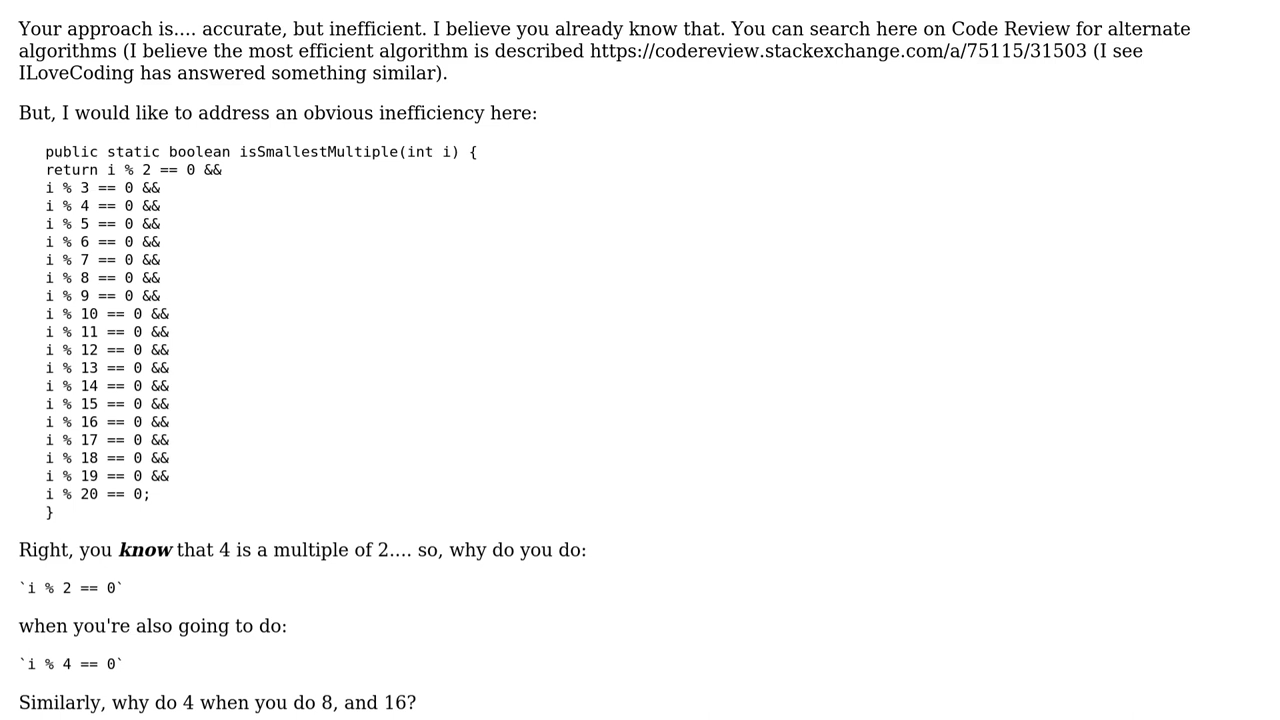 Your approach is.... accurate, but inefficient. I believe you already know that. You can search here on Code Review for alternate
algorithms (I believe the most efficient algorithm is described https://codereview.stackexchange.com/a/75115/31503 (I see
ILoveCoding has answered something similar).
But, I would like to address an obvious inefficiency here:
public static boolean isSmallestMultiple(int i) {
return i % 2 == 0 &&
i % 3 == 0 &&
i % 4 == 0 &&
i % 5 == 0 &&
i % 6 == 0 &&
i % 7 == 0 &&
i % 8 == 0 &&
i % 9 == 0 &&
i % 10 == 0 &&
i % 11 == 0 &&
i % 12 == 0 &&
i % 13 == 0 &&
i % 14 == 0 &&
i % 15 == 0 &&
i % 16 == 0 &&
i % 17 == 0 &&
i % 18 == 0 &&
i % 19 == 0 &&
i % 20 == 0;
}
Right, you know that 4 is a multiple of 2.... so, why do you do:
`i % 2 == 0`
when you're also going to do:
`i % 4 == 0`
Similarly, why do 4 when you do 8, and 16?